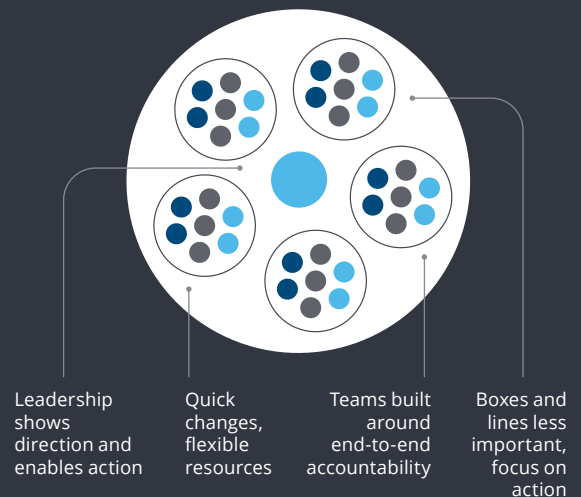 Leadership
shows
direction and
enables action
Quick
changes,
flexible
resources
Teams built
around
end-to-end
accountability
Boxes and
lines less
important,
focus on
action